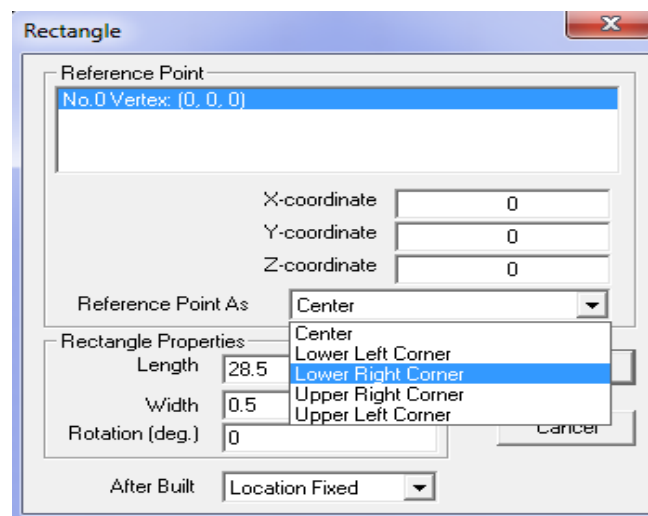 Rectangle
Reference Point
No.0 Vertex: (0, 0, 0)
X-coordinate 0
Y-coordinate 0
Z-coordinate 0
Reference Point As Center
Center
Lower Left Corner
Lower Right Corner
Upper Right Corner
Upper Left Corner
Rectangle Properties
Length 28.5
Width 0.5
Rotation (deg.) 0
Cancel
After Built Location Fixed